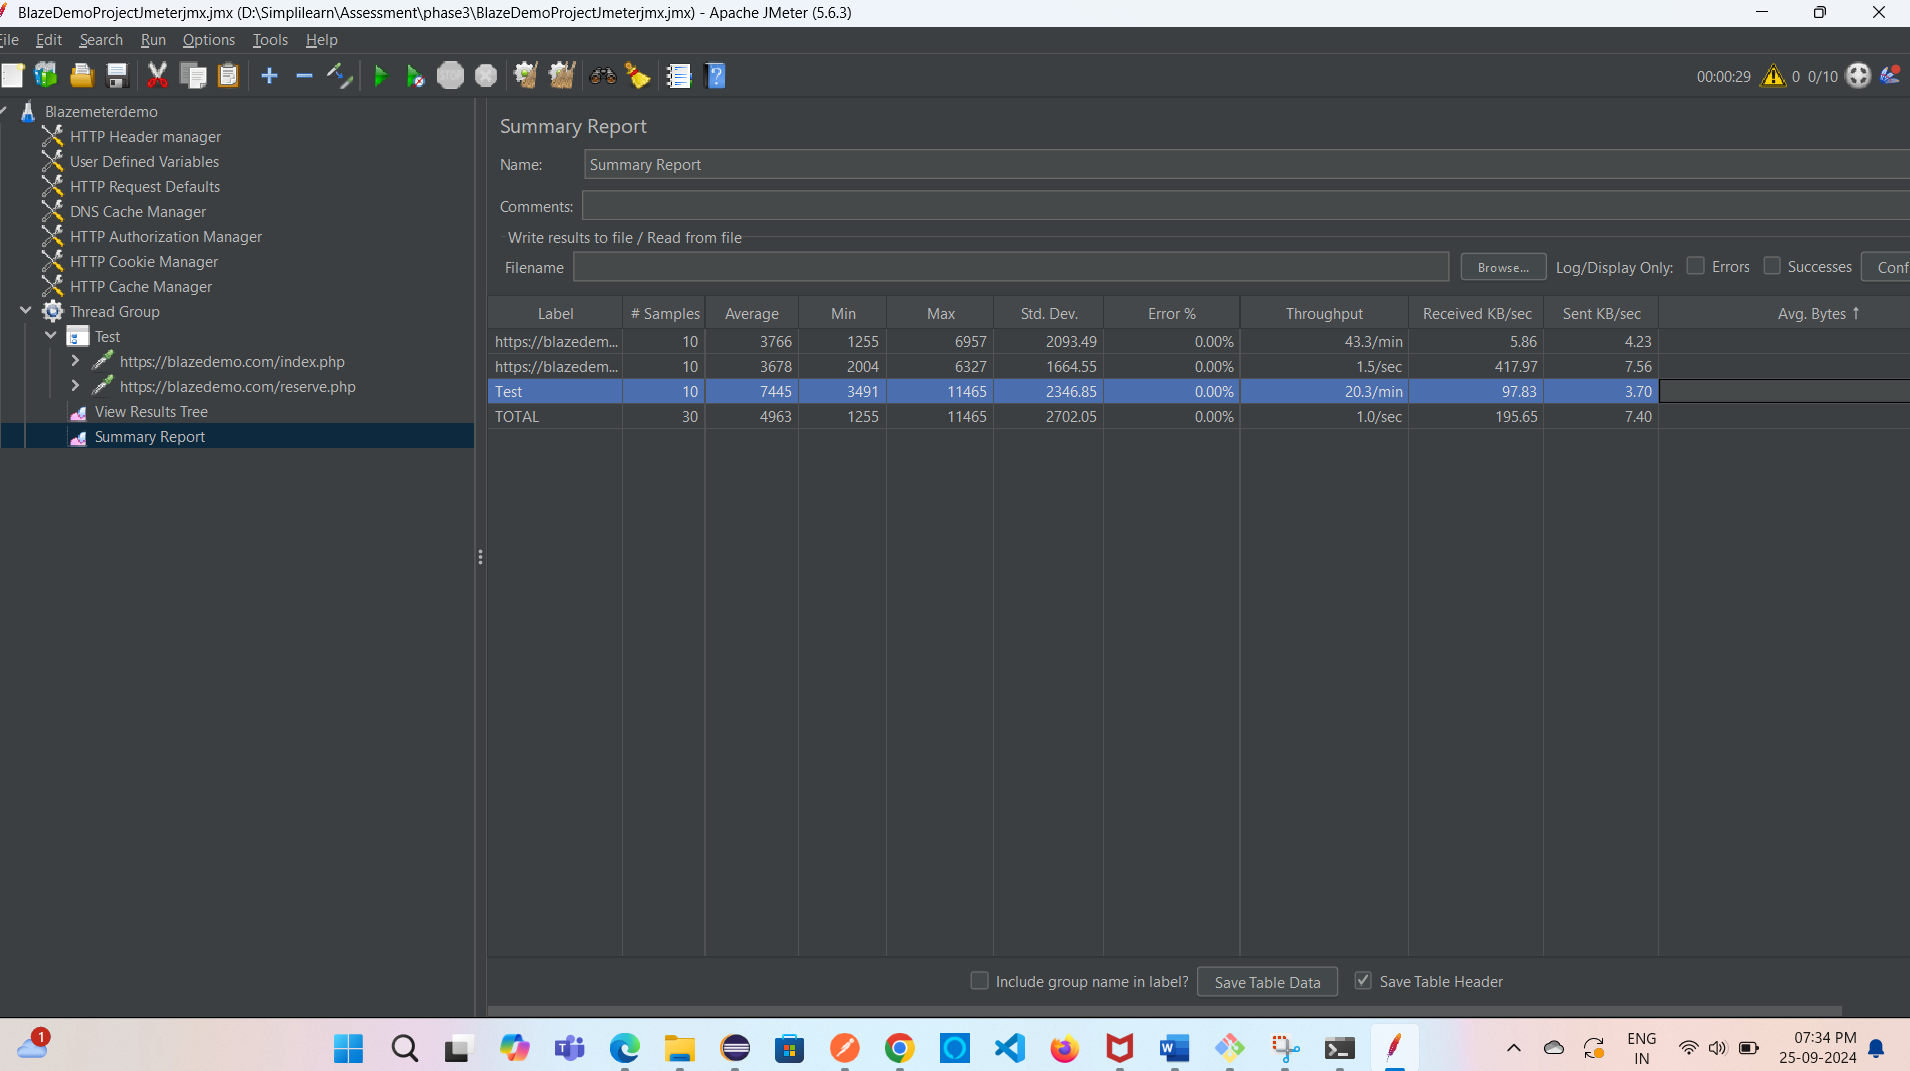 BlazeDemoProjectJmeterjmx.jmx (D:\Simplilearn\Assessment\phase3\BlazeDemoProjectJmeterjmx.jmx) - Apache JMeter (5.6.3)
File Edit Search Run Options Tools Help
00:00:29 0 0/10
Blazemeterdemo
HTTP Header manager
User Defined Variables
HTTP Request Defaults
DNS Cache Manager
HTTP Authorization Manager
HTTP Cookie Manager
HTTP Cache Manager
Thread Group
Test
https://blazedemo.com/index.php
https://blazedemo.com/reserve.php
View Results Tree
Summary Report
Summary Report
Name: Summary Report
Comments:
Write results to file / Read from file
Filename Browse... Log/Display Only: Errors Successes Conf
Label # Samples Average Min Max Std. Dev. Error % Throughput Received KB/sec Sent KB/sec Avg. Bytes ↑
https://blazedem... 10 3766 1255 6957 2093.49 0.00% 43.3/min 5.86 4.23
https://blazedem... 10 3678 2004 6327 1664.55 0.00% 1.5/sec 417.97 7.56
Test 10 7445 3491 11465 2346.85 0.00% 20.3/min 97.83 3.70
TOTAL 30 4963 1255 11465 2702.05 0.00% 1.0/sec 195.65 7.40
Include group name in label? Save Table Data Save Table Header
1
ENG
IN
07:34 PM
25-09-2024